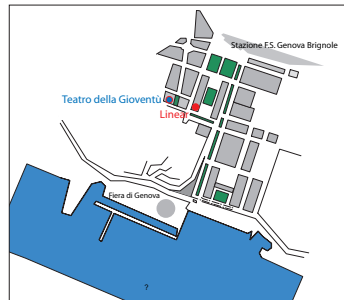 Stazione F.S. Genova Brignole
Teatro della Gioventù
Linear
Fiera di Genova
?